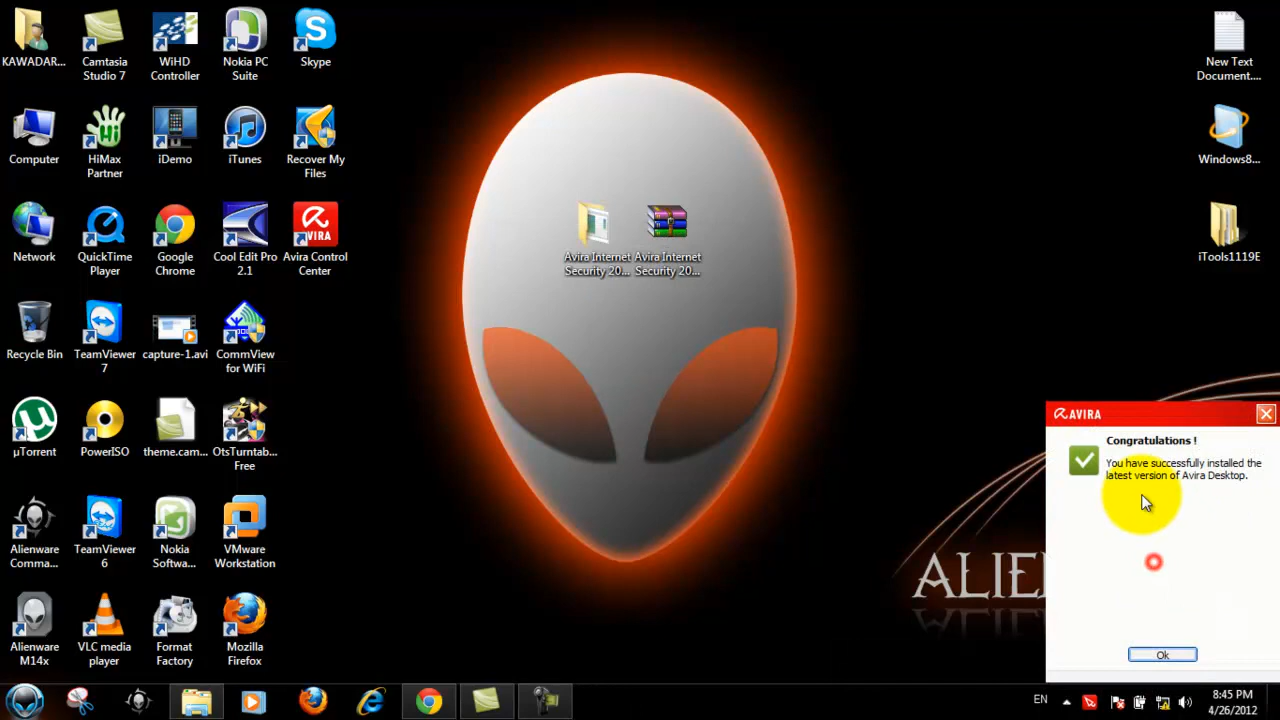 KAWADAR...
Camtasia
Studio 7
WiHD
Controller
Nokia PC
Suite
Skype
New Text
Document....
Computer
HiMax
Partner
Hi
iDemo
iTunes
Recover My
Files
Windows8...
Network
QuickTime
Player
Google
Chrome
Cool Edit Pro
2.1
AVIRA
Avira Control
Center
Avira Internet
Security 20...
Avira Internet
Security 20...
iTools1119E
Recycle Bin
TeamViewer
7
capture-1.avi
CommView
for WiFi
µTorrent
PowerISO
theme.cam...
OtsTurntab...
Free
Alienware
Comma...
TeamViewer
6
Nokia
Softwa...
VMware
Workstation
Alienware
M14x
VLC media
player
Format
Factory
Mozilla
Firefox
ALIEN
AVIRA
Congratulations !
You have successfully installed the
latest version of Avira Desktop.
Ok
EN
8:45 PM
4/26/2012